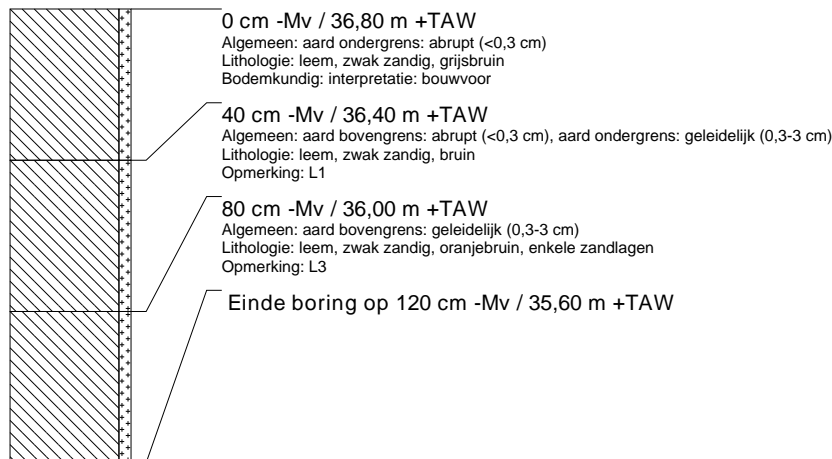 0 cm -Mv / 36,80 m +TAW
Algemeen: aard ondergrens: abrupt (<0,3 cm)
Lithologie: leem, zwak zandig, grijsbruin
Bodemkundig: interpretatie: bouwvoor
40 cm -Mv / 36,40 m +TAW
Algemeen: aard bovengrens: abrupt (<0,3 cm), aard ondergrens: geleidelijk (0,3-3 cm)
Lithologie: leem, zwak zandig, bruin
Opmerking: L1
80 cm -Mv / 36,00 m +TAW
Algemeen: aard bovengrens: geleidelijk (0,3-3 cm)
Lithologie: leem, zwak zandig, oranjebruin, enkele zandlagen
Opmerking: L3
Einde boring op 120 cm -Mv / 35,60 m +TAW